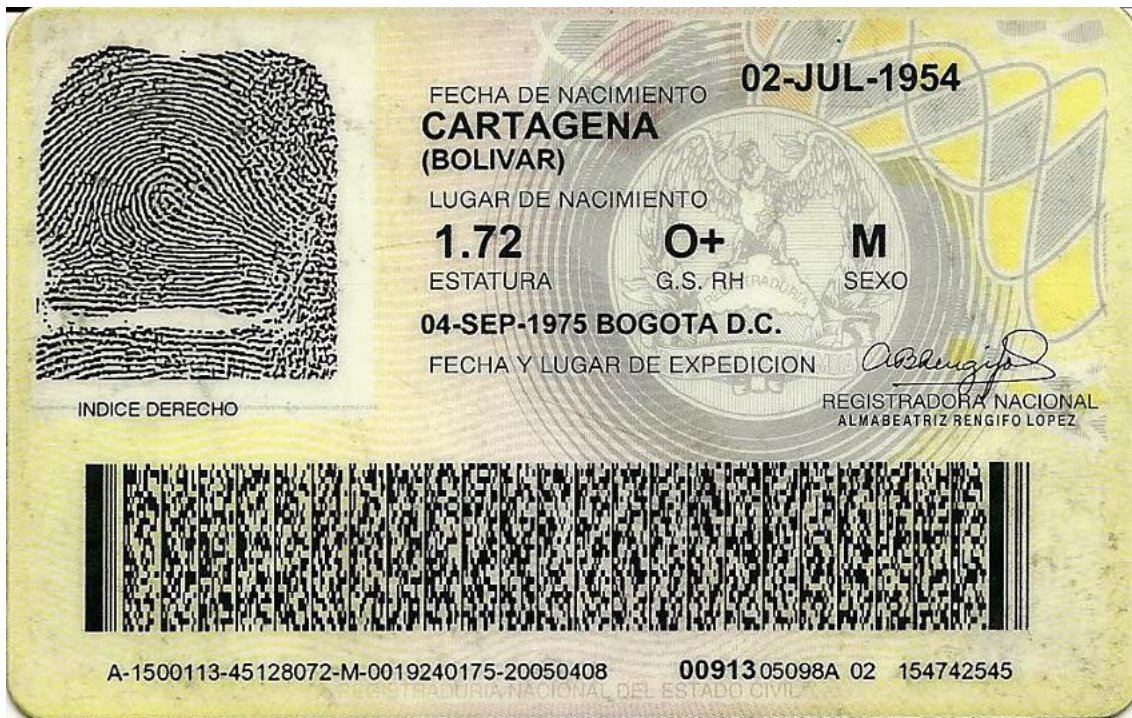 02-JUL-1954
FECHA DE NACIMIENTO
CARTAGENA
(BOLIVAR)
LUGAR DE NACIMIENTO
1.72 O+ M
ESTATURA G.S. RH SEXO
04-SEP-1975 BOGOTA D.C.
FECHA Y LUGAR DE EXPEDICION
REGISTRADORA NACIONAL
ALMABEATRIZ RENGIFO LOPEZ
INDICE DERECHO
A-1500113-45128072-M-0019240175-20050408 00913 05098A 02 154742545
REGISTRADURIA NACIONAL DEL ESTADO CIVIL